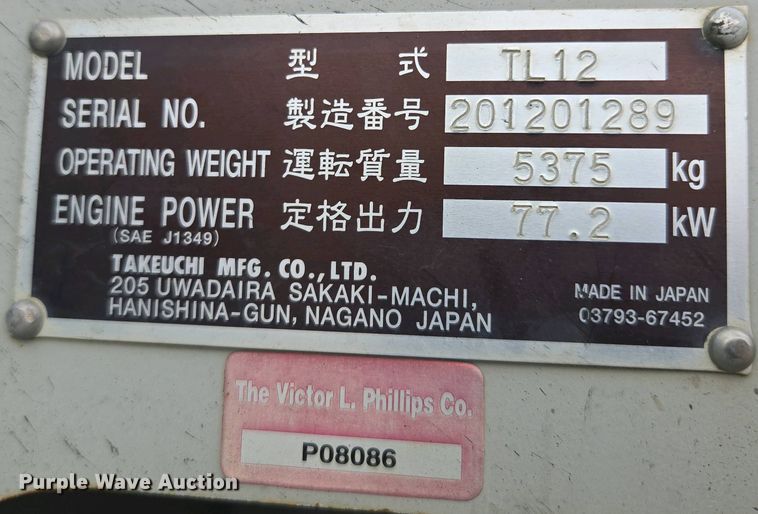 MODEL 型 式 TL12
SERIAL NO. 製造番号 201201289
OPERATING WEIGHT 運転質量 5375 kg
ENGINE POWER 定格出力 77.2 kW
(SAE J1349)
TAKEUCHI MFG. CO., LTD.
205 UWADAIRA SAKAKI-MACHI,
HANISHINA-GUN, NAGANO JAPAN
MADE IN JAPAN
03793-67452
The Victor L. Phillips Co.
P08086
Purple Wave Auction